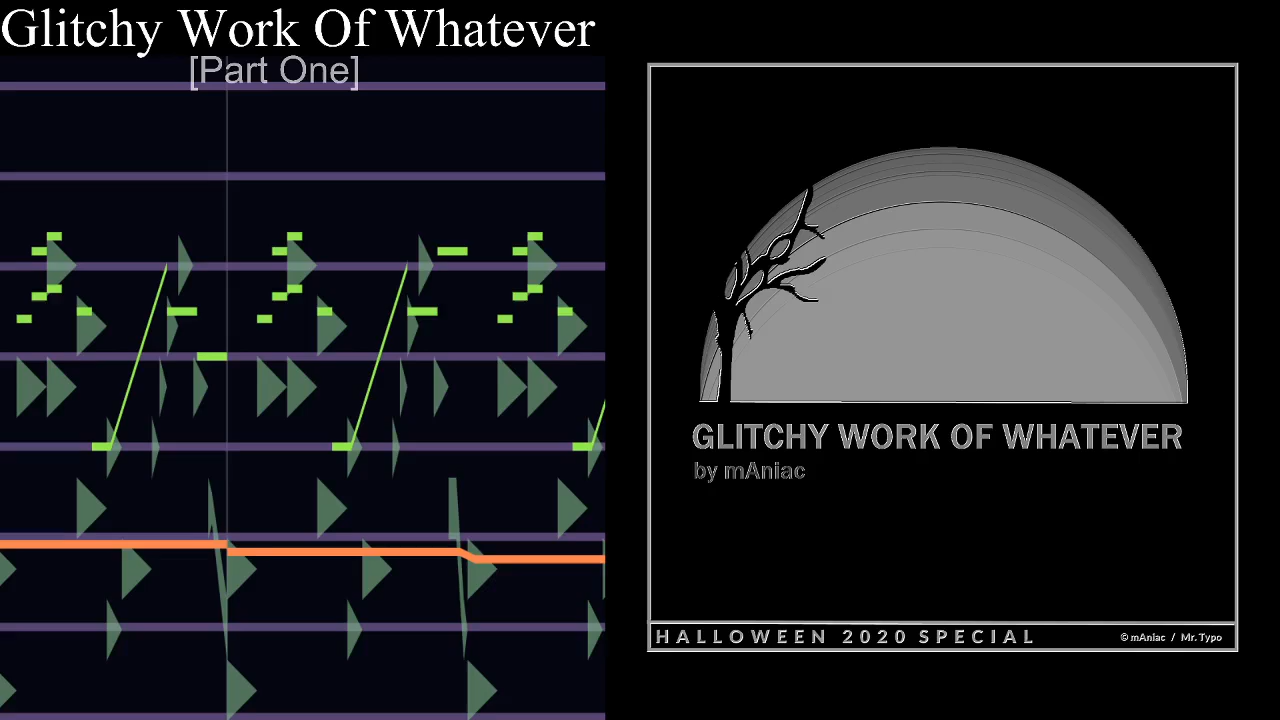 Glitchy Work Of Whatever
[Part One]
GLITCHY WORK OF WHATEVER
by mAniac
HALLOWEEN 2020 SPECIAL
© mAniac / Mr. Typo